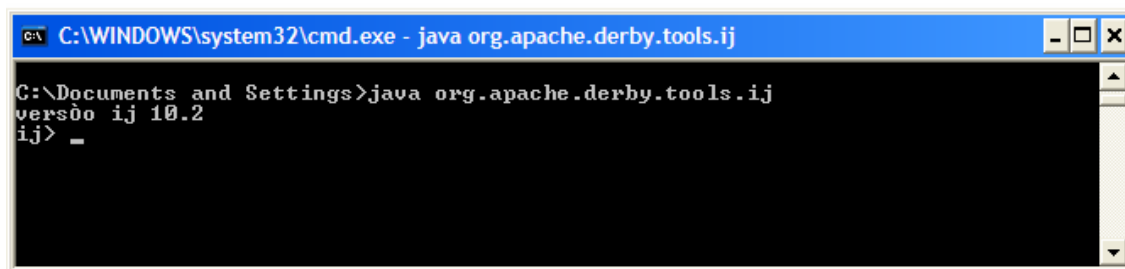 C:\WINDOWS\system32\cmd.exe - java org.apache.derby.tools.ij
C:\Documents and Settings>java org.apache.derby.tools.ij
versòo ij 10.2
ij> _